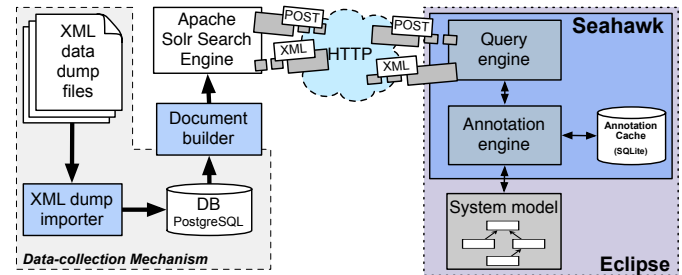 XML
data
dump
files
Apache
Solr Search
Engine
POST
XML
HTTP
POST
XML
Seahawk
Query
engine
Document
builder
Annotation
engine
Annotation
Cache
(SQLite)
XML dump
importer
DB
PostgreSQL
System model
Data-collection Mechanism
Eclipse